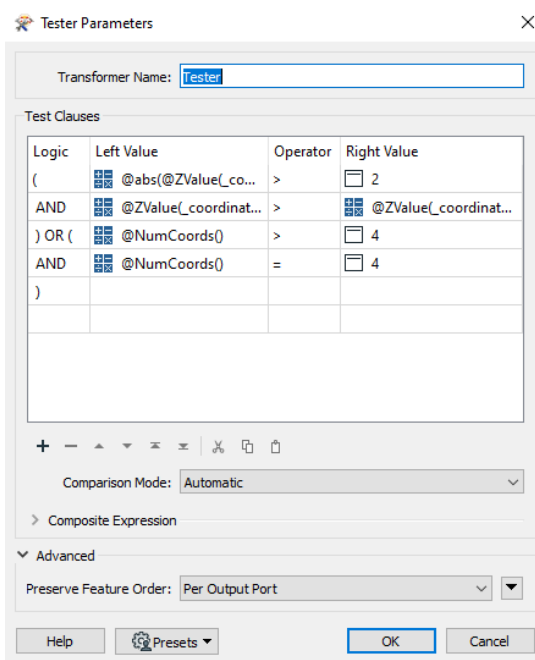 Tester Parameters
Transformer Name: Tester
Test Clauses
Logic Left Value Operator Right Value
( @abs(@ZValue(_co... > 2
AND @ZValue(_coordinat... > @ZValue(_coordinat...
) OR ( @NumCoords() > 4
AND @NumCoords() = 4
)
Comparison Mode: Automatic
Composite Expression
Advanced
Preserve Feature Order: Per Output Port
Help Presets OK Cancel